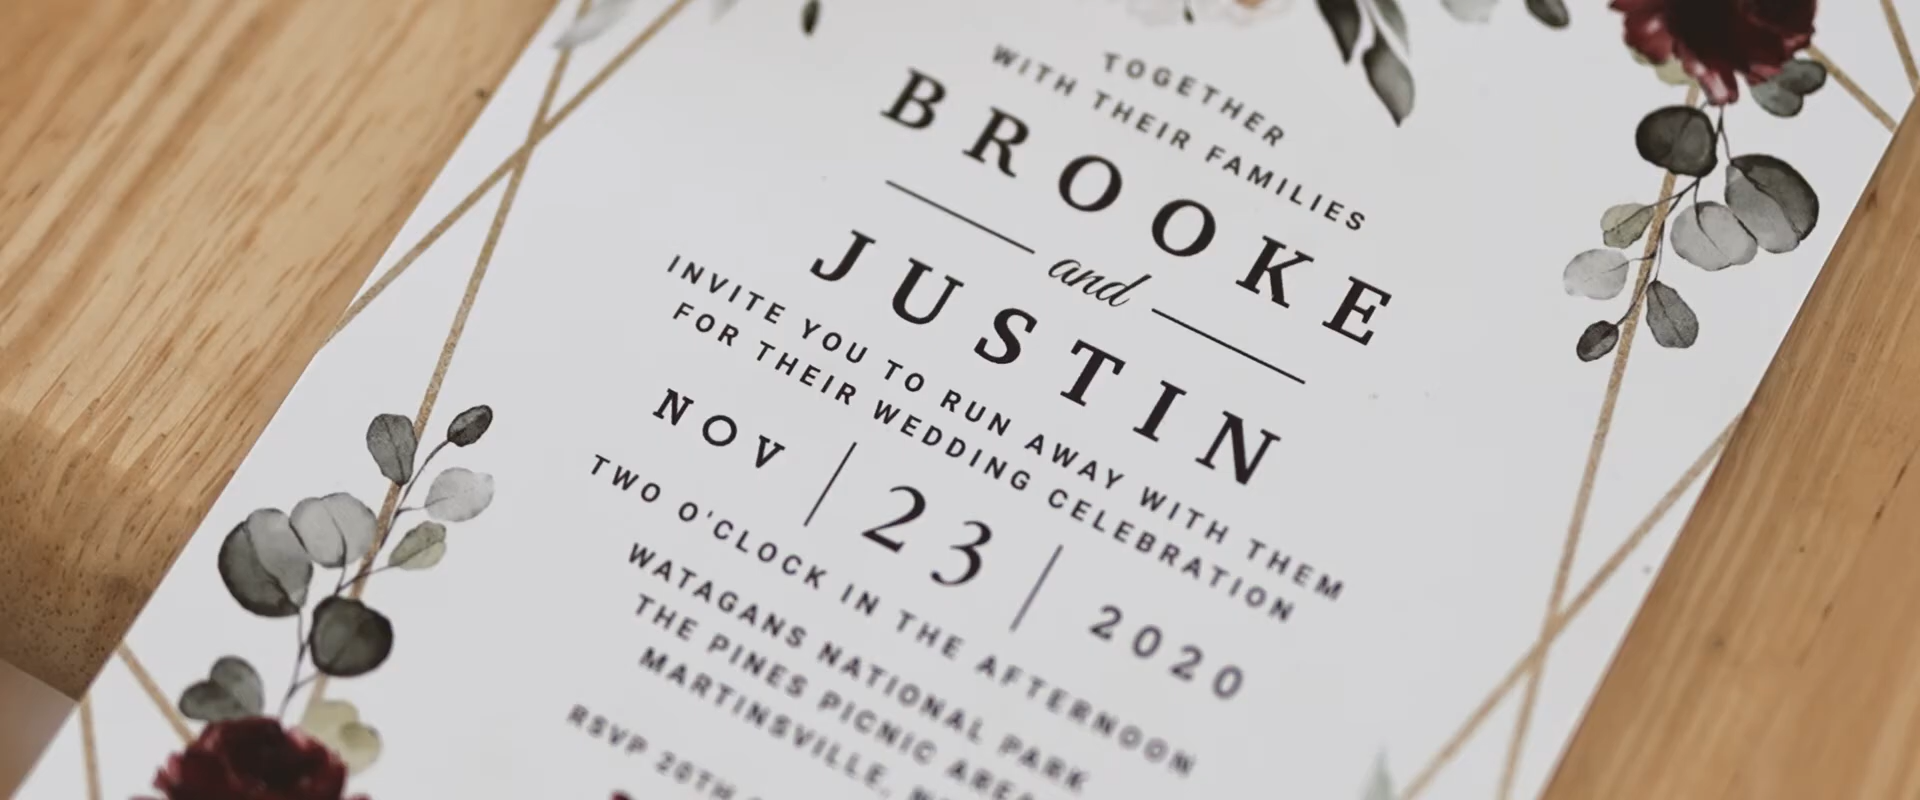 TOGETHER
WITH THEIR FAMILIES
BROOKE
and
JUSTIN
INVITE YOU TO RUN AWAY WITH THEM
FOR THEIR WEDDING CELEBRATION
NOV | 23 | 2020
TWO O'CLOCK IN THE AFTERNOON
WATAGANS NATIONAL PARK
THE PINES PICNIC AREA
MARTINSVILLE,
RSVP 20TH